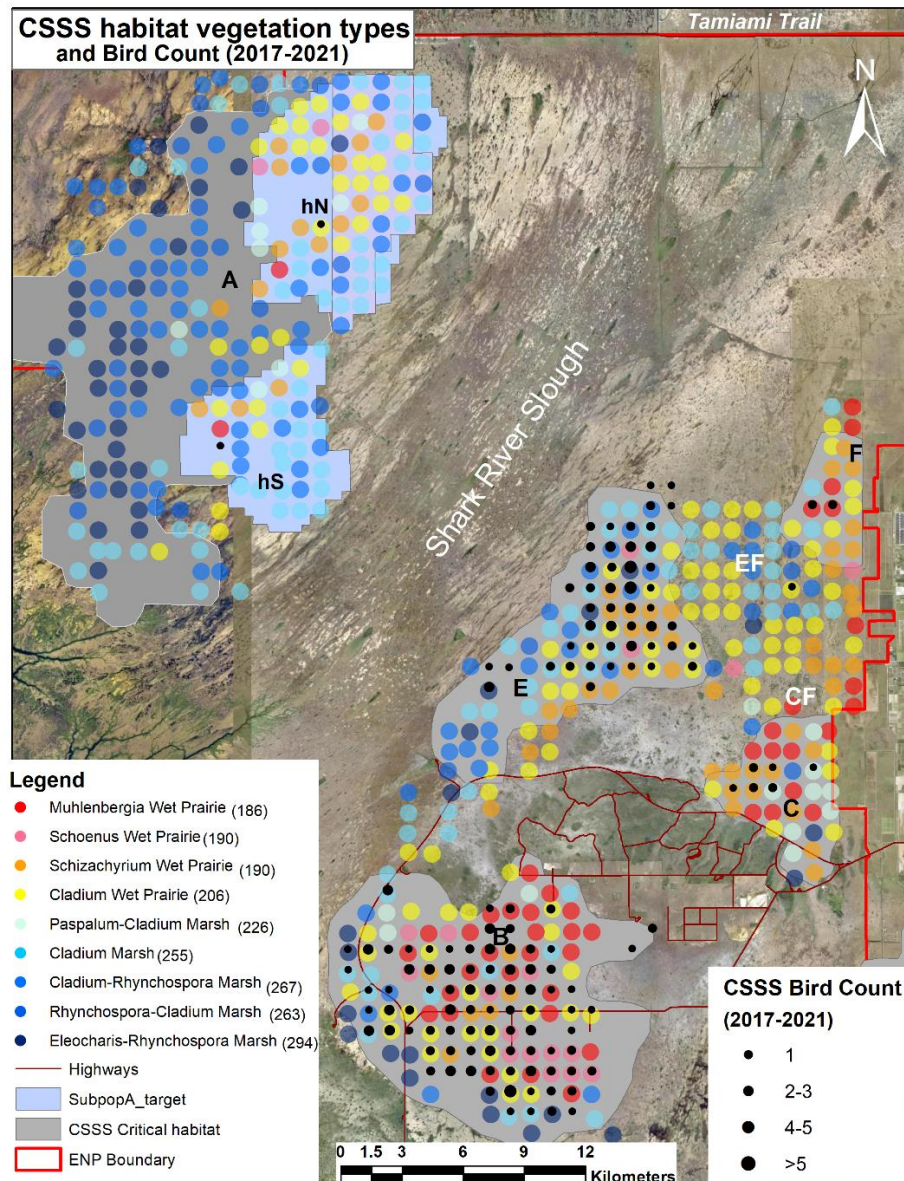 CSSS habitat vegetation types
and Bird Count (2017-2021)
Tamiami Trail
N
hN
A
hS
Shark River Slough
F
EF
E
CF
C
B
Legend
Muhlenbergia Wet Prairie (186)
Schoenus Wet Prairie (190)
Schizachyrium Wet Prairie (190)
Cladium Wet Prairie (206)
Paspalum-Cladium Marsh (226)
Cladium Marsh (255)
Cladium-Rhynchospora Marsh (267)
Rhynchospora-Cladium Marsh (263)
Eleocharis-Rhynchospora Marsh (294)
Highways
SubpopA_target
CSSS Critical habitat
ENP Boundary
CSSS Bird Count
(2017-2021)
1
2-3
4-5
>5
0 1.5 3 6 9 12
Kilometers